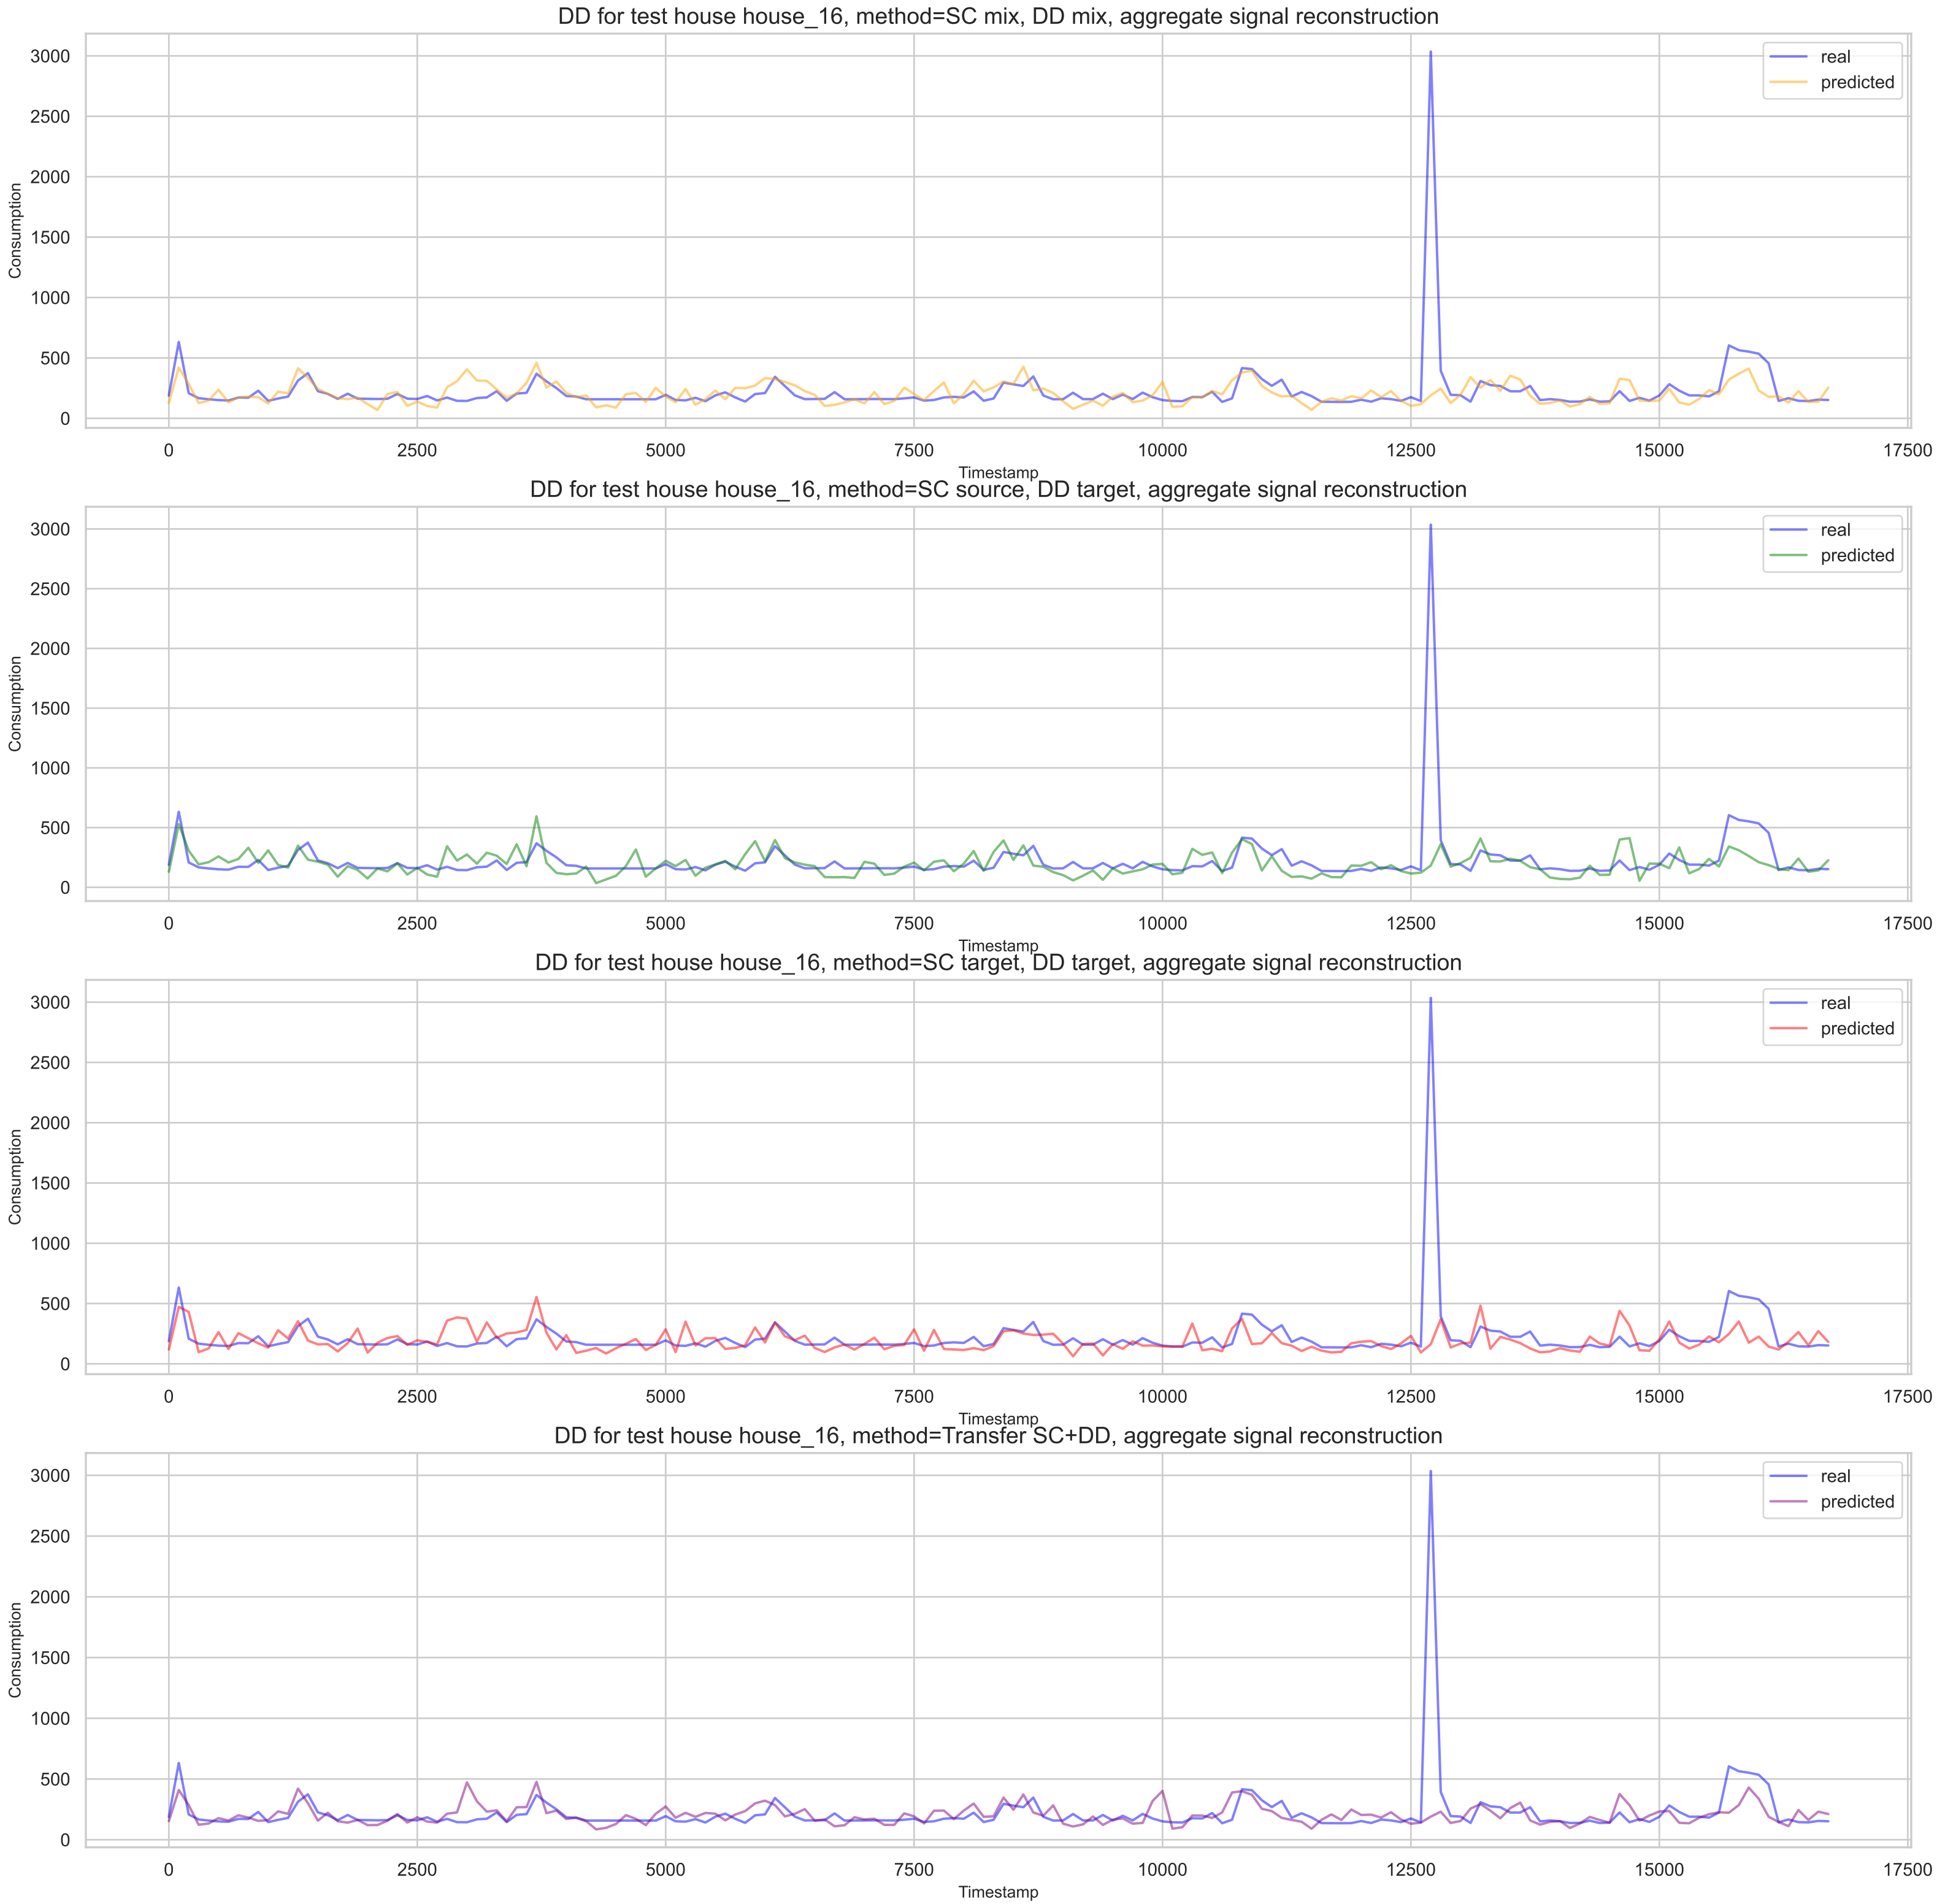 DD for test house house_16, method=SC mix, DD mix, aggregate signal reconstruction
3000
2500
2000
1500
1000
500
0
Consumption
real
predicted
0 2500 5000 7500 10000 12500 15000 17500
Timestamp
DD for test house house_16, method=SC source, DD target, aggregate signal reconstruction
3000
2500
2000
1500
1000
500
0
Consumption
real
predicted
0 2500 5000 7500 10000 12500 15000 17500
Timestamp
DD for test house house_16, method=SC target, DD target, aggregate signal reconstruction
3000
2500
2000
1500
1000
500
0
Consumption
real
predicted
0 2500 5000 7500 10000 12500 15000 17500
Timestamp
DD for test house house_16, method=Transfer SC+DD, aggregate signal reconstruction
3000
2500
2000
1500
1000
500
0
Consumption
real
predicted
0 2500 5000 7500 10000 12500 15000 17500
Timestamp